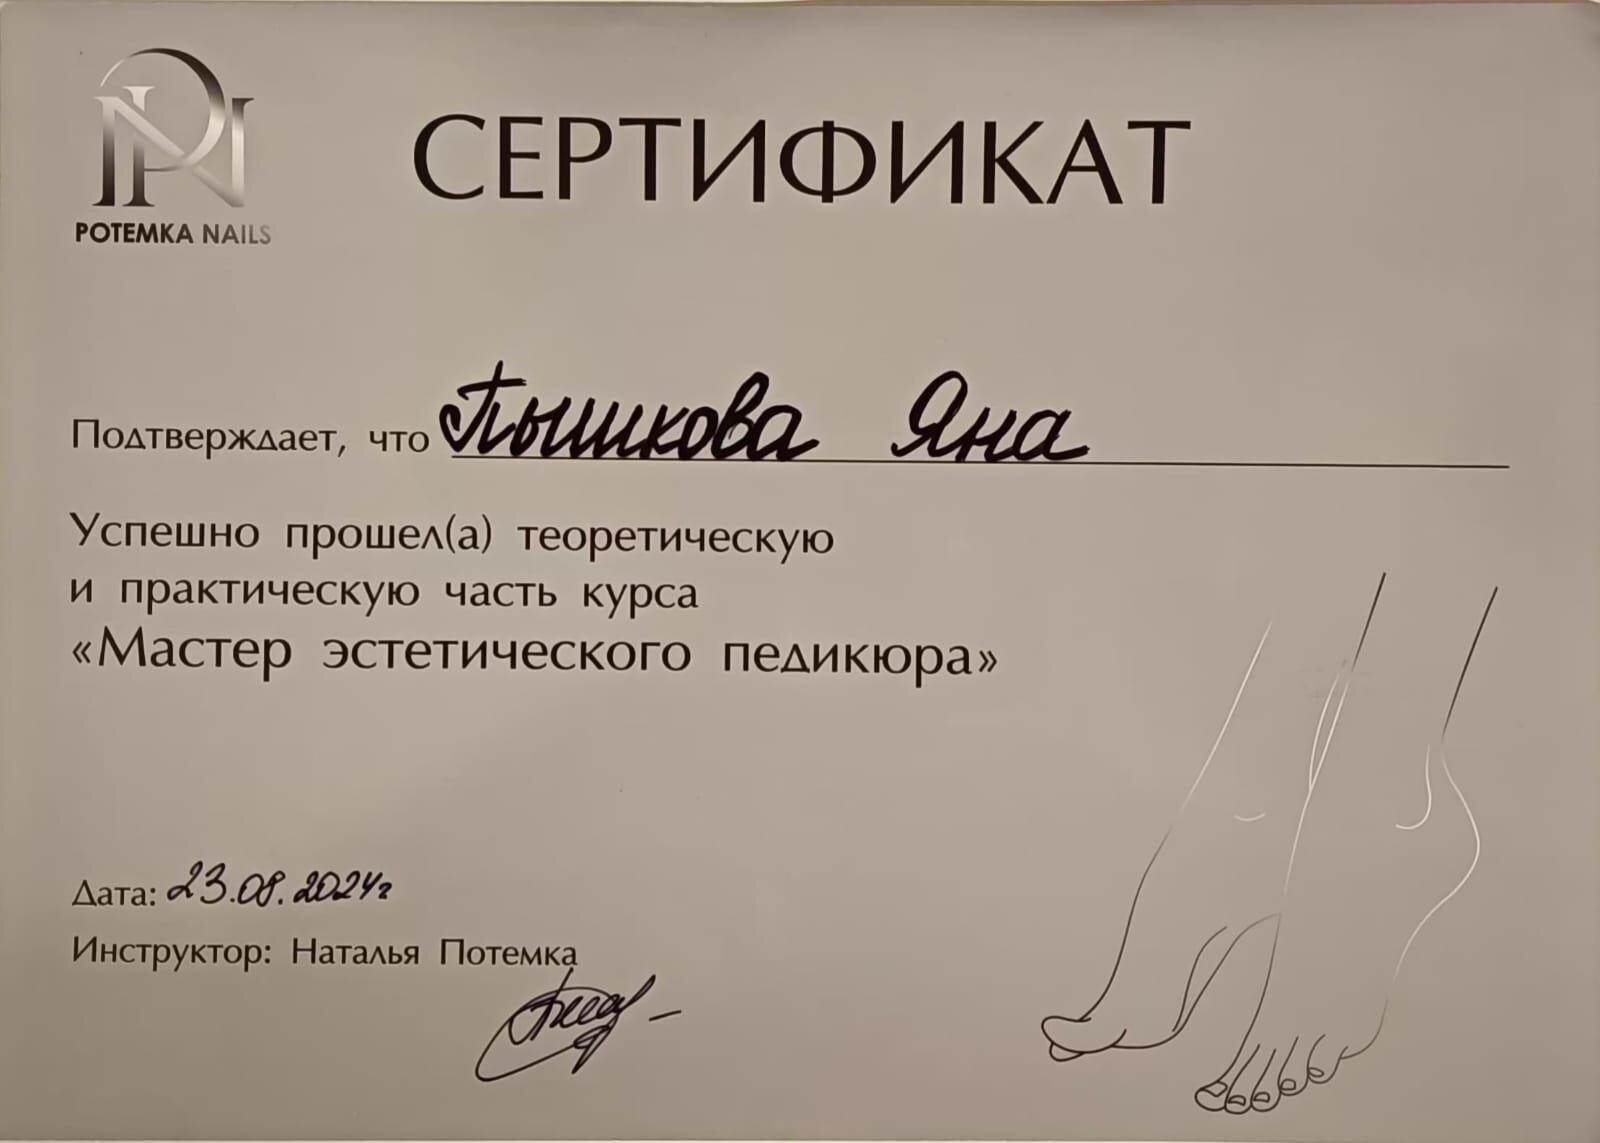 POTEMKA NAILS
СЕРТИФИКАТ
Подтверждает, что Пышкова Яна
Успешно прошел(а) теоретическую
и практическую часть курса
«Мастер эстетического педикюра»
Дата: 23.08.2024г
Инструктор: Наталья Потемка